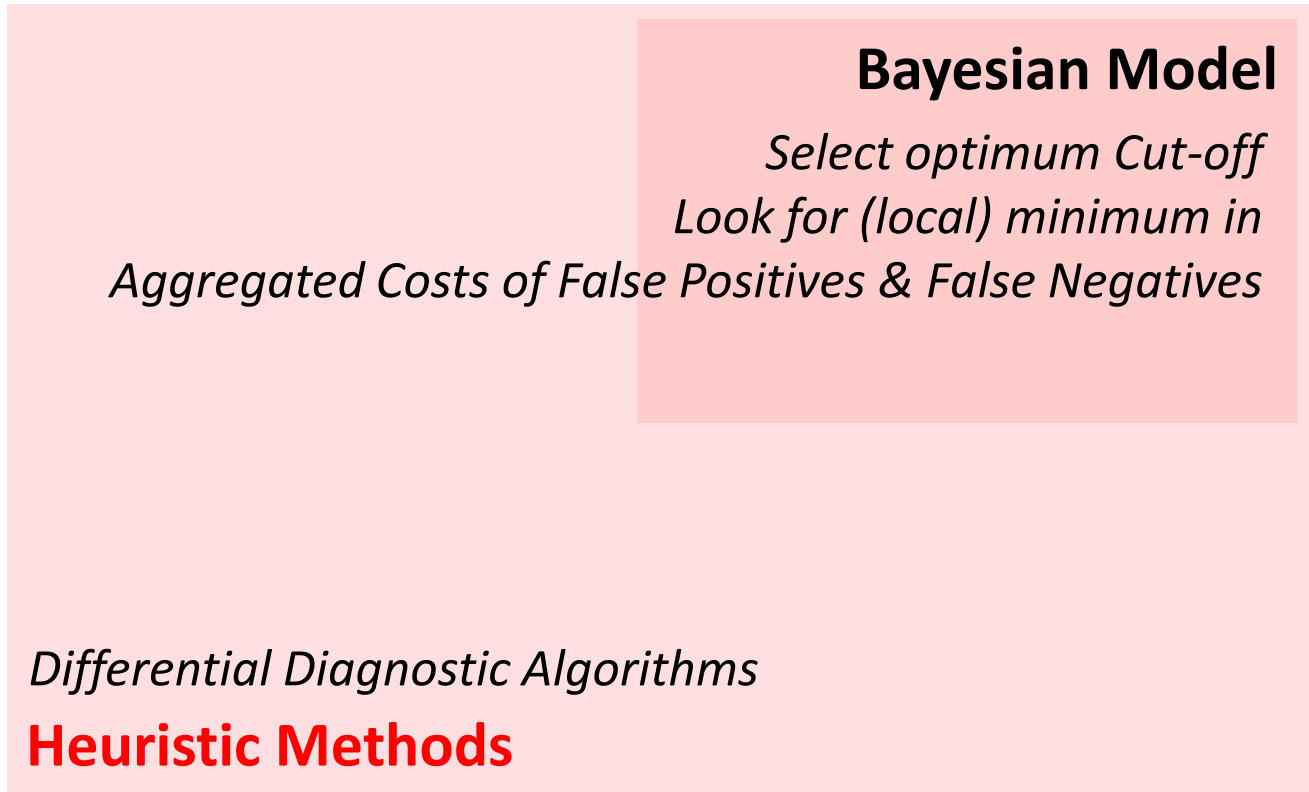 Bayesian Model
Select optimum Cut-off
Look for (local) minimum in
Aggregated Costs of False Positives & False Negatives
Differential Diagnostic Algorithms
Heuristic Methods